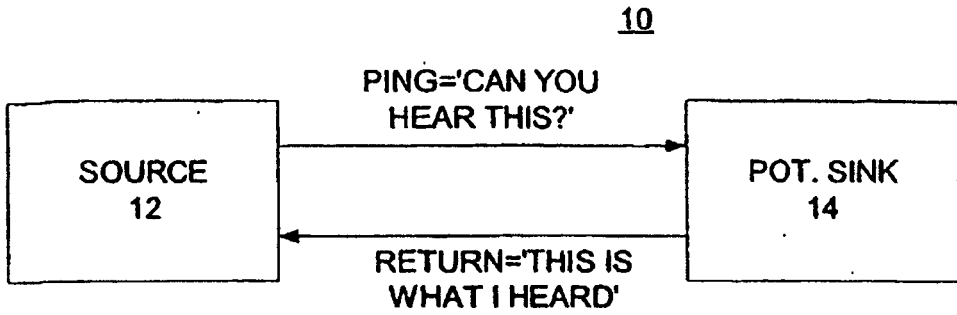 10
PING='CAN YOU
HEAR THIS?'
SOURCE
12
POT. SINK
14
RETURN='THIS IS
WHAT I HEARD'